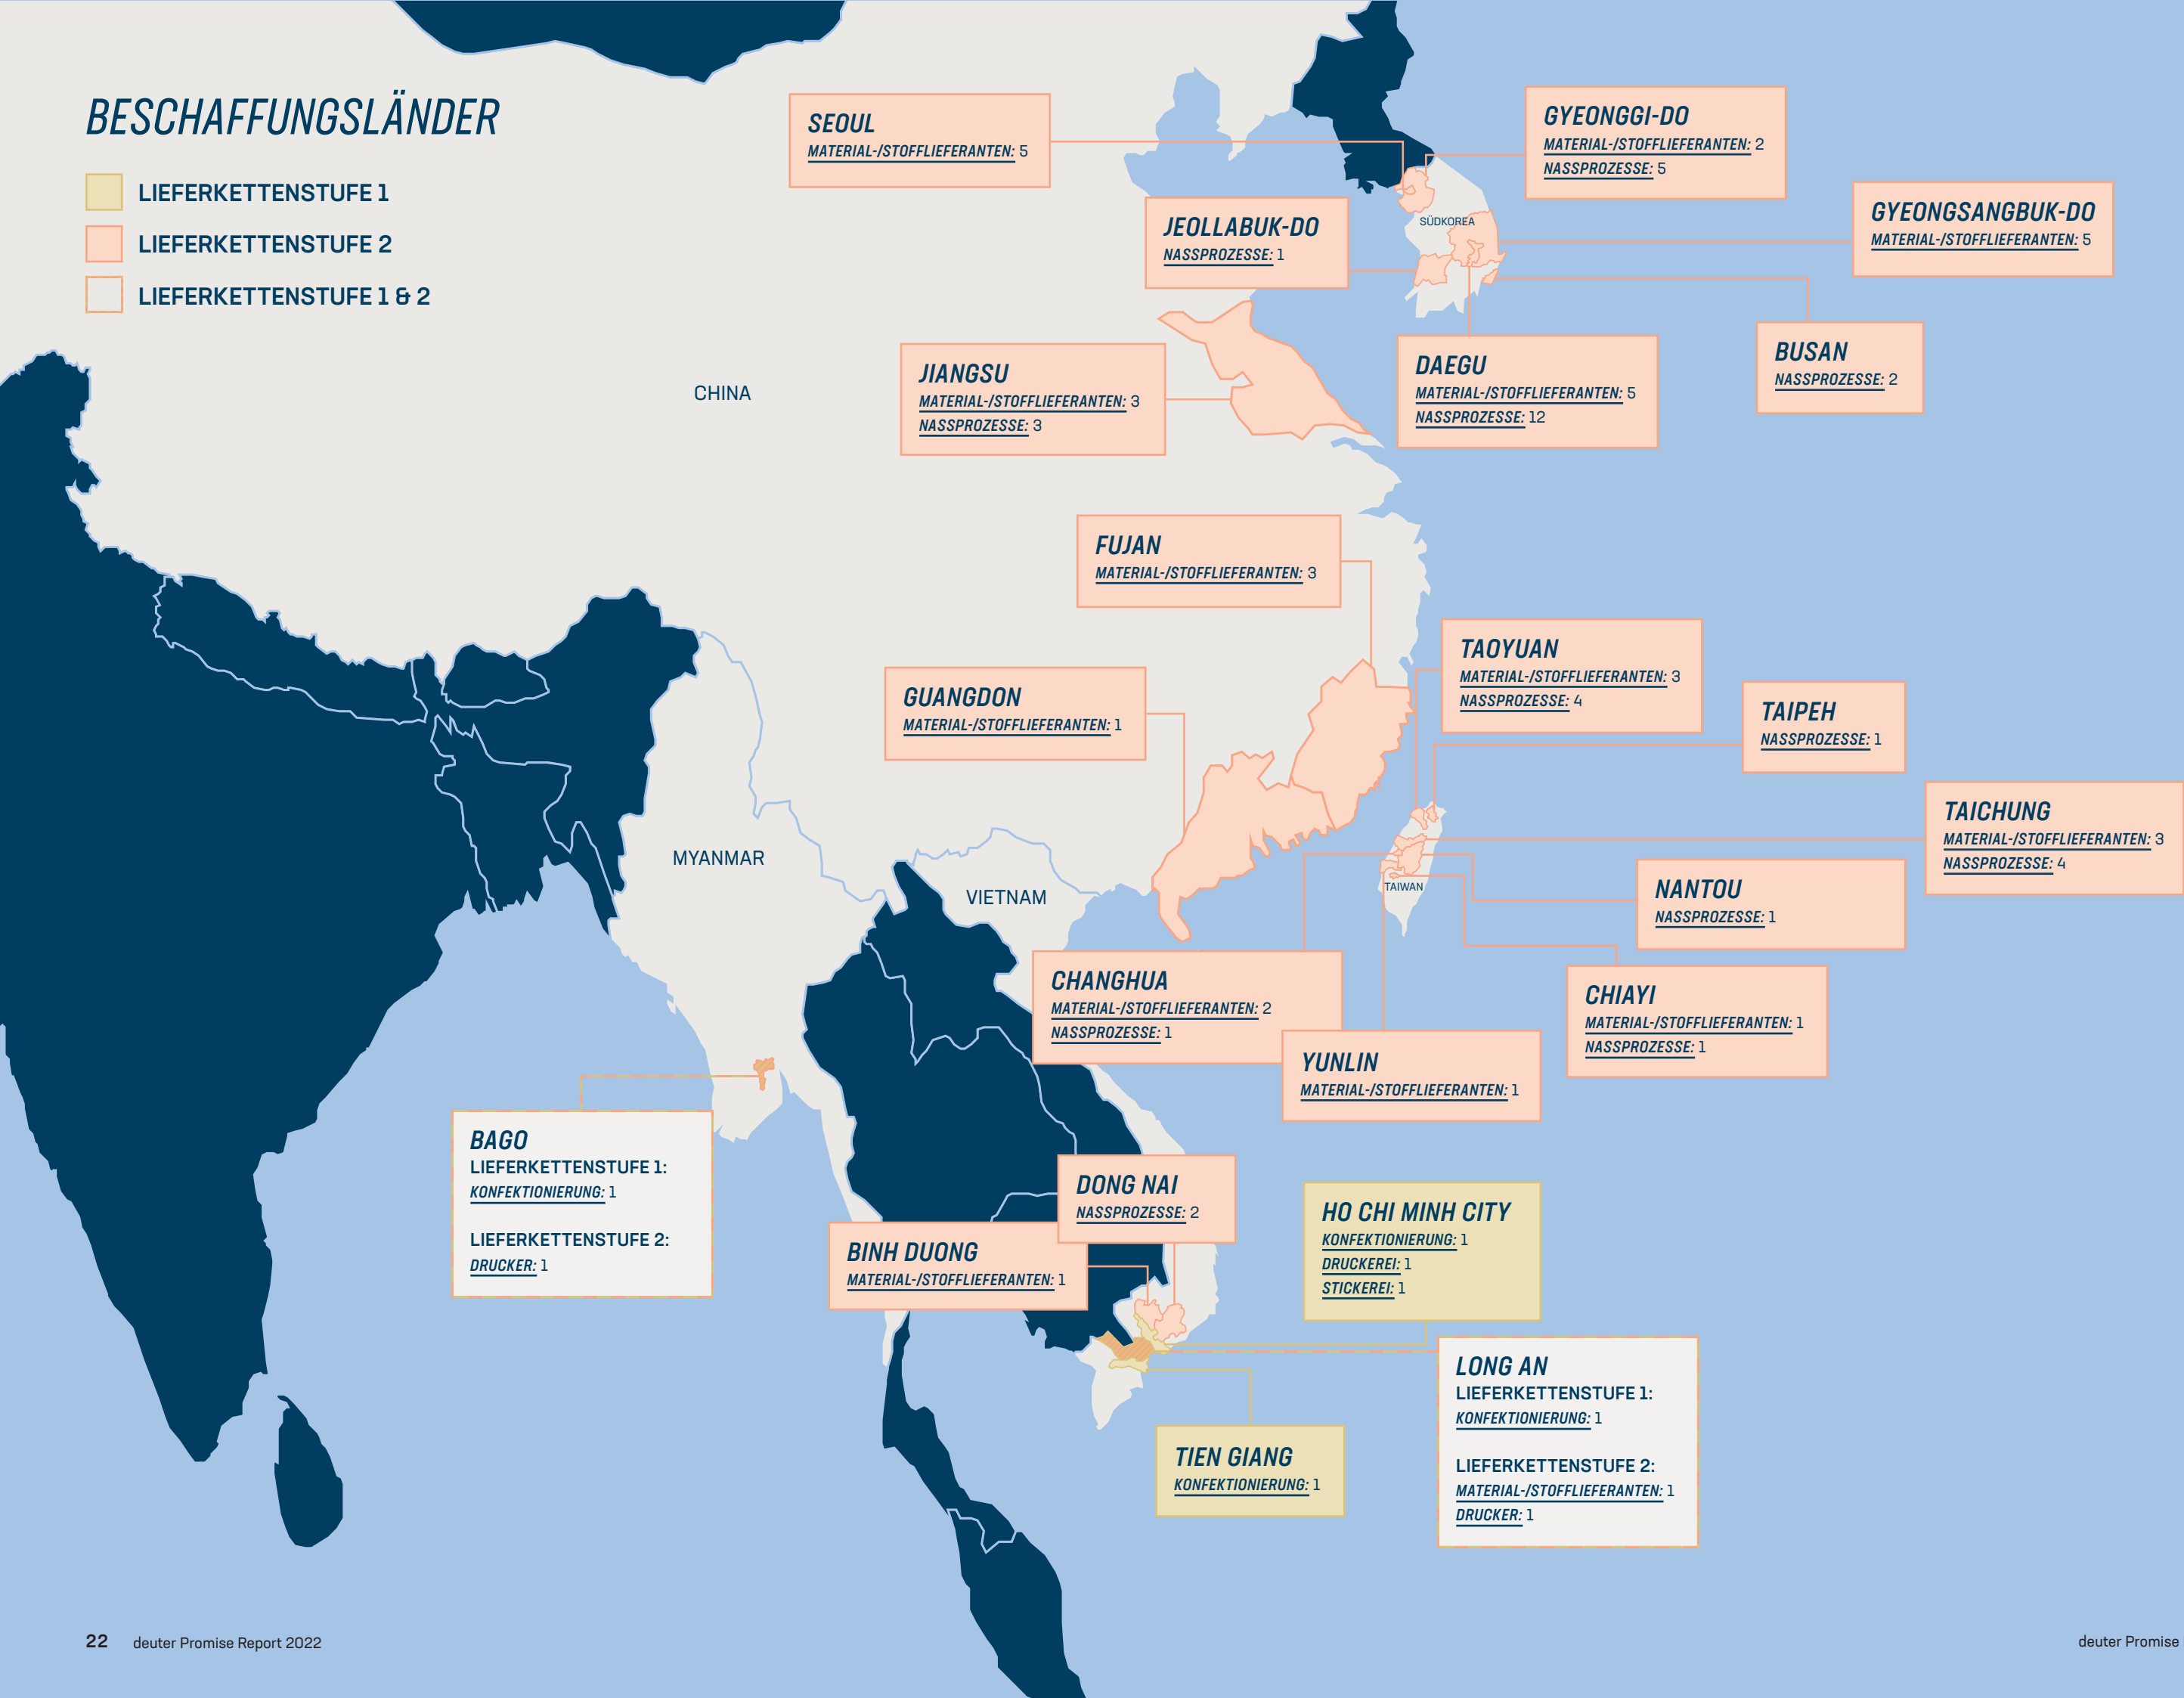 BESCHAFFUNGSLÄNDER
LIEFERKETTENSTUFE 1
LIEFERKETTENSTUFE 2
LIEFERKETTENSTUFE 1 & 2
SEOUL
MATERIAL-/STOFFLIEFERANTEN: 5
GYEONGGI-DO
MATERIAL-/STOFFLIEFERANTEN: 2
NASSPROZESSE: 5
GYEONGSANGBUK-DO
MATERIAL-/STOFFLIEFERANTEN: 5
JEOLLABUK-DO
NASSPROZESSE: 1
SÜDKOREA
JIANGSU
MATERIAL-/STOFFLIEFERANTEN: 3
NASSPROZESSE: 3
DAEGU
MATERIAL-/STOFFLIEFERANTEN: 5
NASSPROZESSE: 12
BUSAN
NASSPROZESSE: 2
CHINA
FUJAN
MATERIAL-/STOFFLIEFERANTEN: 3
TAOYUAN
MATERIAL-/STOFFLIEFERANTEN: 3
NASSPROZESSE: 4
GUANGDON
MATERIAL-/STOFFLIEFERANTEN: 1
TAIPEH
NASSPROZESSE: 1
TAICHUNG
MATERIAL-/STOFFLIEFERANTEN: 3
NASSPROZESSE: 4
MYANMAR
VIETNAM
TAIWAN
NANTOU
NASSPROZESSE: 1
CHANGHUA
MATERIAL-/STOFFLIEFERANTEN: 2
NASSPROZESSE: 1
CHIAYI
MATERIAL-/STOFFLIEFERANTEN: 1
NASSPROZESSE: 1
YUNLIN
MATERIAL-/STOFFLIEFERANTEN: 1
BAGO
LIEFERKETTENSTUFE 1:
KONFEKTIONIERUNG: 1
LIEFERKETTENSTUFE 2:
DRUCKER: 1
DONG NAI
NASSPROZESSE: 2
BINH DUONG
MATERIAL-/STOFFLIEFERANTEN: 1
HO CHI MINH CITY
KONFEKTIONIERUNG: 1
DRUCKEREI: 1
STICKEREI: 1
LONG AN
LIEFERKETTENSTUFE 1:
KONFEKTIONIERUNG: 1
LIEFERKETTENSTUFE 2:
MATERIAL-/STOFFLIEFERANTEN: 1
DRUCKER: 1
TIEN GIANG
KONFEKTIONIERUNG: 1
22 deuter Promise Report 2022
deuter Promise